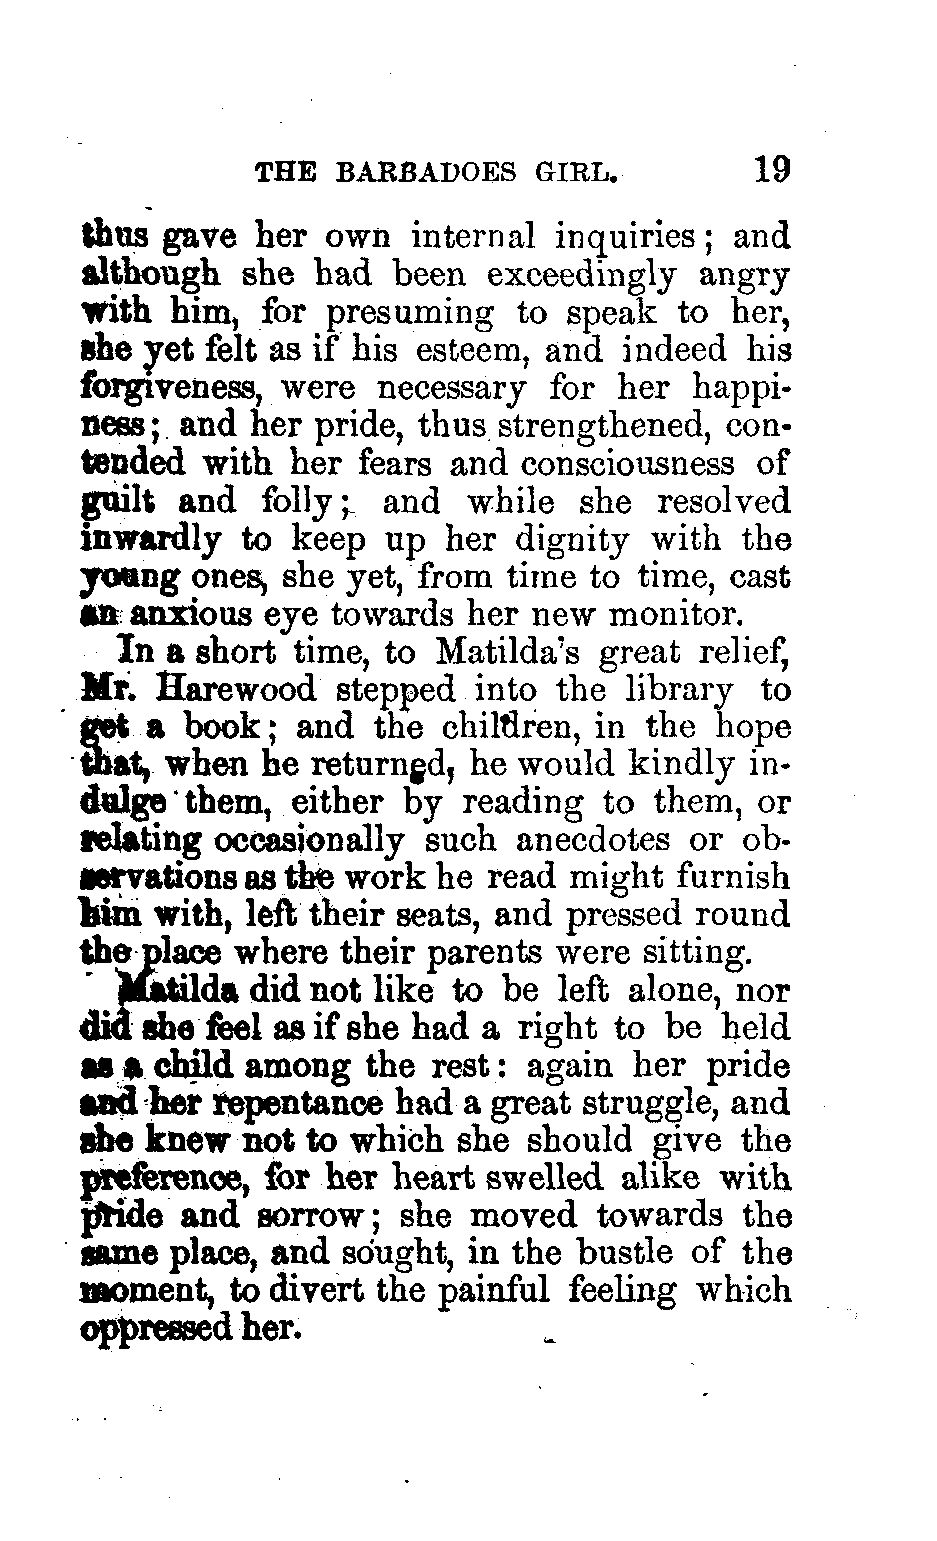 THE BARBADOES GIRL. 19
thus gave her own internal inquiries; and
although she had been exceedingly angry
with him, for presuming to speak to her,
she yet felt as if his esteem, and indeed his
forgiveness, were necessary for her happi-
ness; and her pride, thus strengthened, con-
tended with her fears and consciousness of
guilt and folly; and while she resolved
inwardly to keep up her dignity with the
young ones, she yet, from time to time, cast
an anxious eye towards her new monitor.
In a short time, to Matilda's great relief,
Mr. Harewood stepped into the library to
get a book; and the children, in the hope
that, when he returned, he would kindly in-
dulge them, either by reading to them, or
relating occasionally such anecdotes or ob-
servations as the work he read might furnish
him with, left their seats, and pressed round
the place where their parents were sitting.
Matilda did not like to be left alone, nor
did she feel as if she had a right to be held
as a child among the rest: again her pride
and her repentance had a great struggle, and
she knew not to which she should give the
preference, for her heart swelled alike with
pride and sorrow; she moved towards the
same place, and sought, in the bustle of the
moment, to divert the painful feeling which
oppressed her.